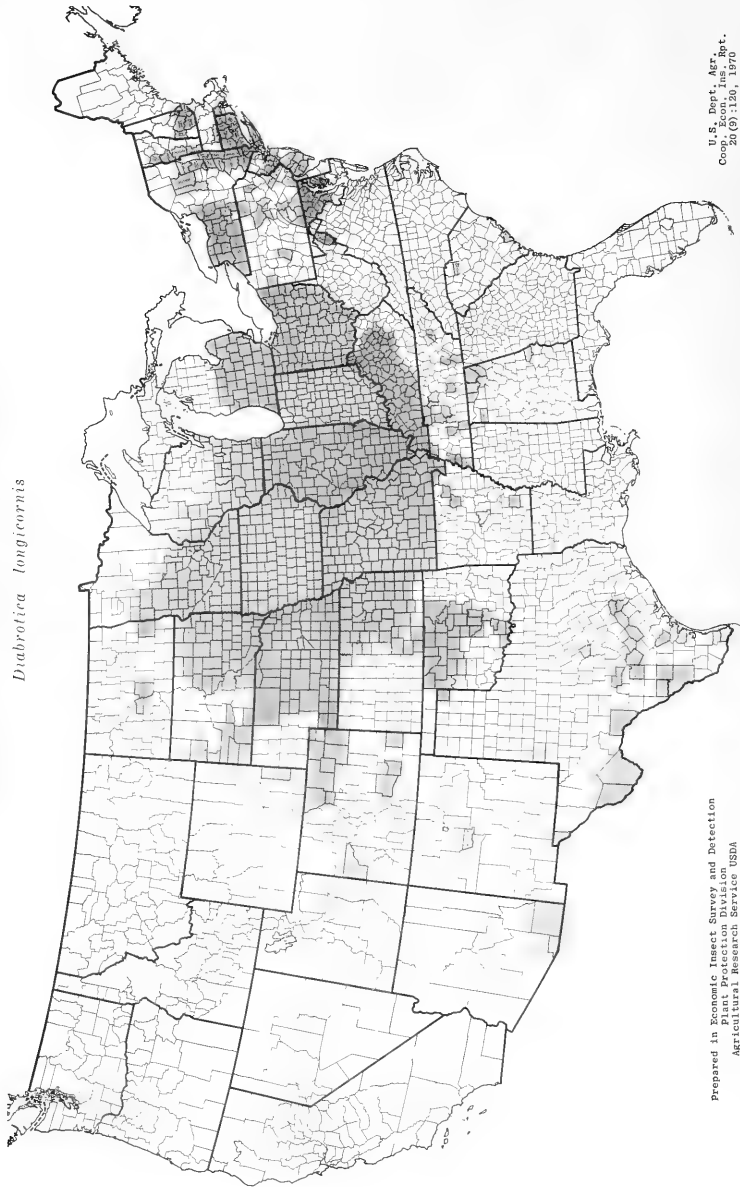 Diabrotica longicornis
U.S. Dept. Agr.
Coop. Econ. Ins. Rpt.
20(9):120, 1970
Prepared in Economic Insect Survey and Detection
Plant Protection Division
Agricultural Research Service USDA